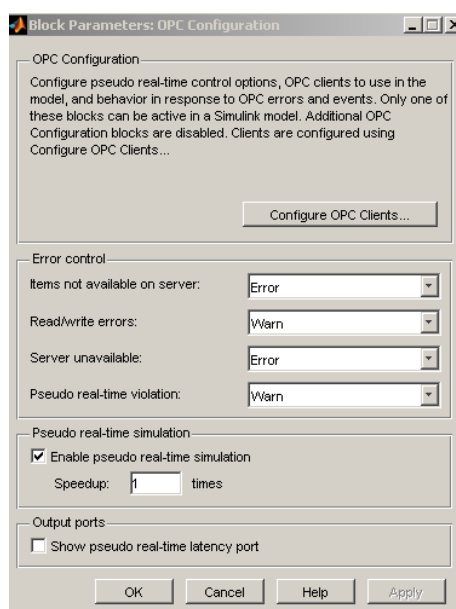 Block Parameters: OPC Configuration
OPC Configuration
Configure pseudo real-time control options, OPC clients to use in the
model, and behavior in response to OPC errors and events. Only one of
these blocks can be active in a Simulink model. Additional OPC
Configuration blocks are disabled. Clients are configured using
Configure OPC Clients...
Configure OPC Clients...
Error control
Items not available on server: Error
Read/write errors: Warn
Server unavailable: Error
Pseudo real-time violation: Warn
Pseudo real-time simulation
Enable pseudo real-time simulation
Speedup: 1 times
Output ports
Show pseudo real-time latency port
OK Cancel Help Apply